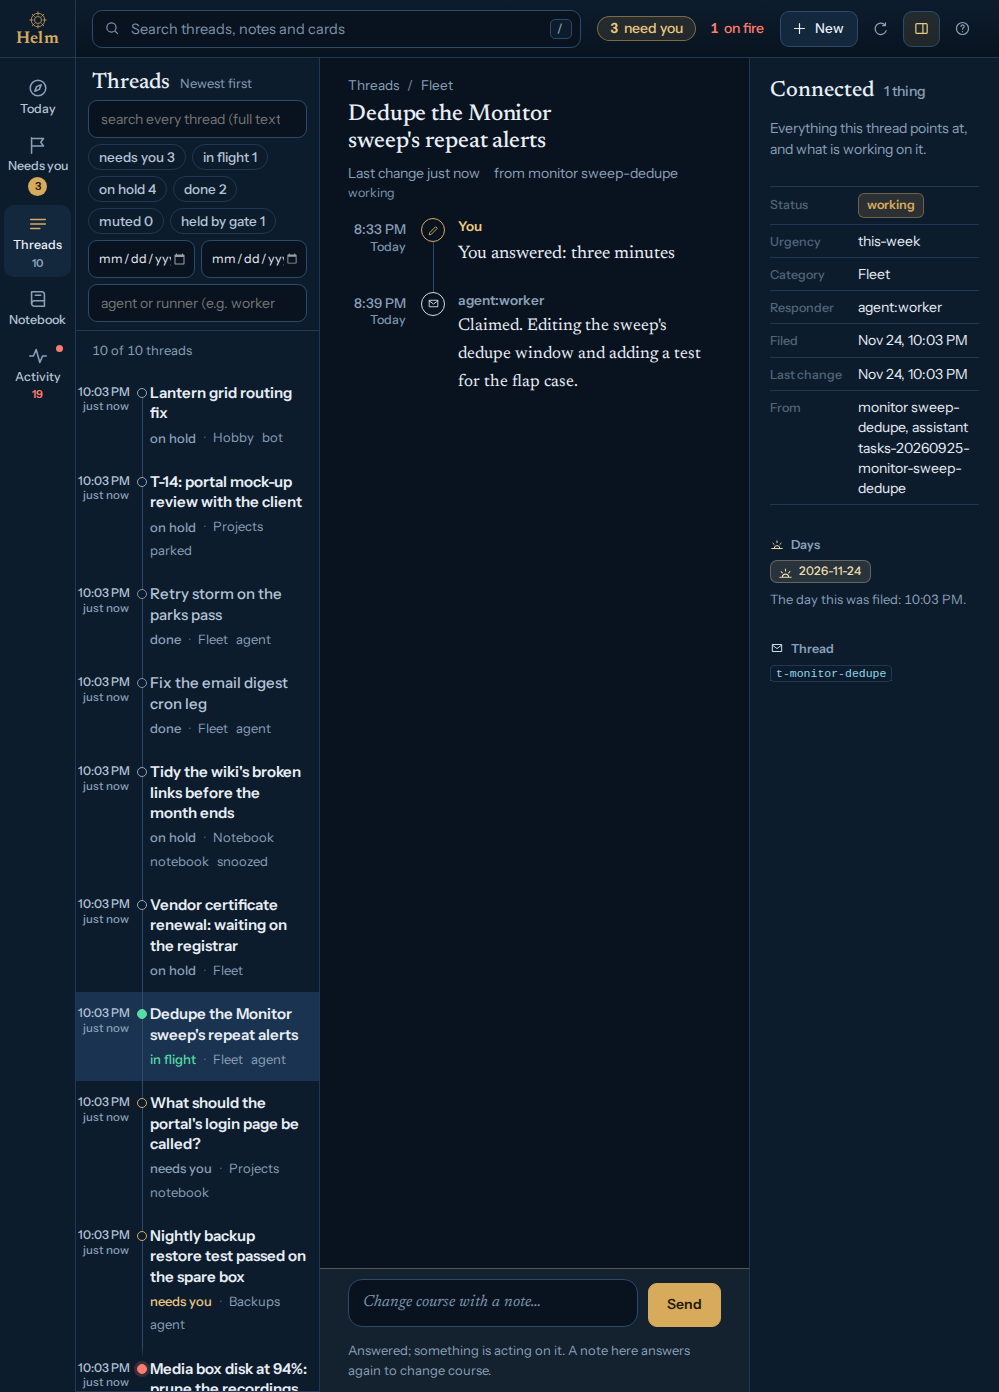 Helm
Search threads, notes and cards
/
3 need you
1 on fire
+ New
Today
Needs you
3
Threads
10
Notebook
Activity
19
Threads Newest first
search every thread (full text
needs you 3
in flight 1
on hold 4
done 2
muted 0
held by gate 1
mm/dd/yy
mm/dd/yy
agent or runner (e.g. worker
10 of 10 threads
10:03 PM
just now
Lantern grid routing
fix
on hold · Hobby bot
10:03 PM
just now
T-14: portal mock-up
review with the client
on hold · Projects
parked
10:03 PM
just now
Retry storm on the
parks pass
done · Fleet agent
10:03 PM
just now
Fix the email digest
cron leg
done · Fleet agent
10:03 PM
just now
Tidy the wiki's broken
links before the
month ends
on hold · Notebook
notebook snoozed
10:03 PM
just now
Vendor certificate
renewal: waiting on
the registrar
on hold · Fleet
10:03 PM
just now
Dedupe the Monitor
sweep's repeat alerts
in flight · Fleet agent
10:03 PM
just now
What should the
portal's login page be
called?
needs you · Projects
notebook
10:03 PM
just now
Nightly backup
restore test passed on
the spare box
needs you · Backups
agent
10:03 PM
just now
Media box disk at 94%:
prune the recordings
Threads / Fleet
Dedupe the Monitor
sweep's repeat alerts
Last change just now from monitor sweep-dedupe
working
8:33 PM
Today
You
You answered: three minutes
8:39 PM
Today
agent:worker
Claimed. Editing the sweep's
dedupe window and adding a test
for the flap case.
Change course with a note...
Send
Answered; something is acting on it. A note here answers
again to change course.
Connected 1 thing
Everything this thread points at,
and what is working on it.
Status working
Urgency this-week
Category Fleet
Responder agent:worker
Filed Nov 24, 10:03 PM
Last change Nov 24, 10:03 PM
From monitor sweep-
dedupe, assistant
tasks-20260925-
monitor-sweep-
dedupe
Days
2026-11-24
The day this was filed: 10:03 PM.
Thread
t-monitor-dedupe